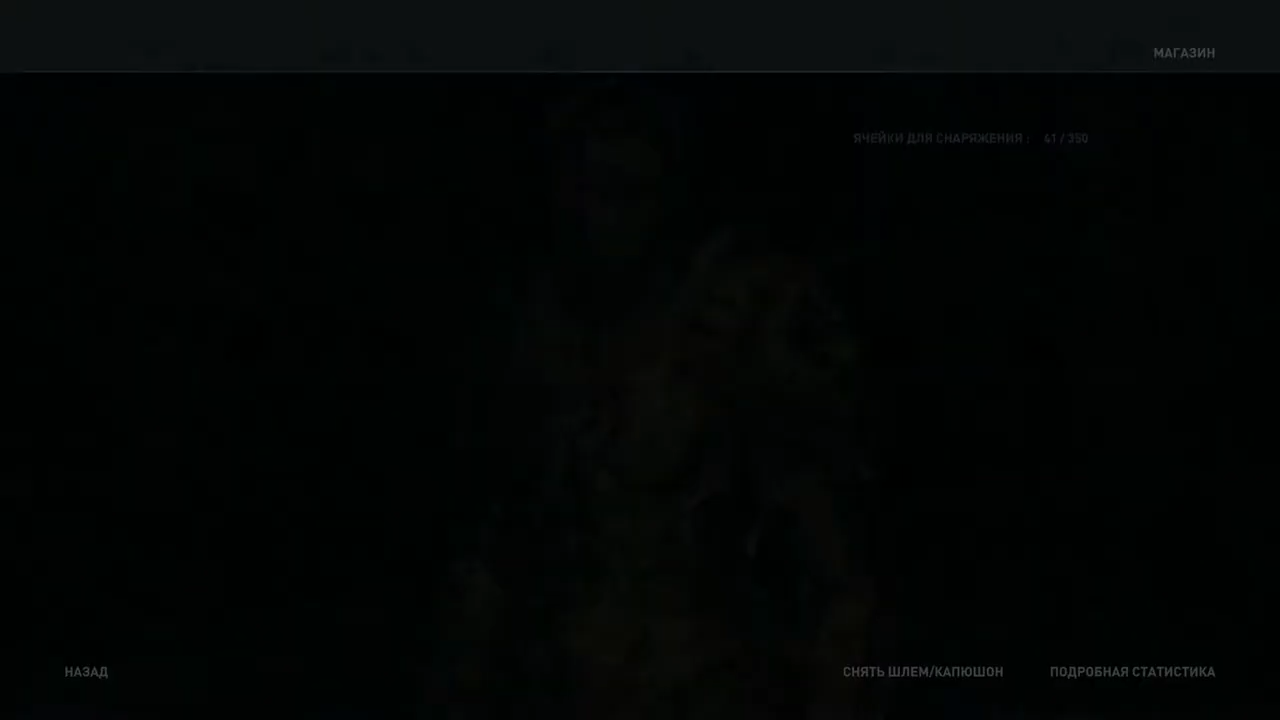 МАГАЗИН
ЯЧЕЙКИ ДЛЯ СНАРЯЖЕНИЯ : 41 / 350
НАЗАД СНЯТЬ ШЛЕМ/КАПЮШОН ПОДРОБНАЯ СТАТИСТИКА